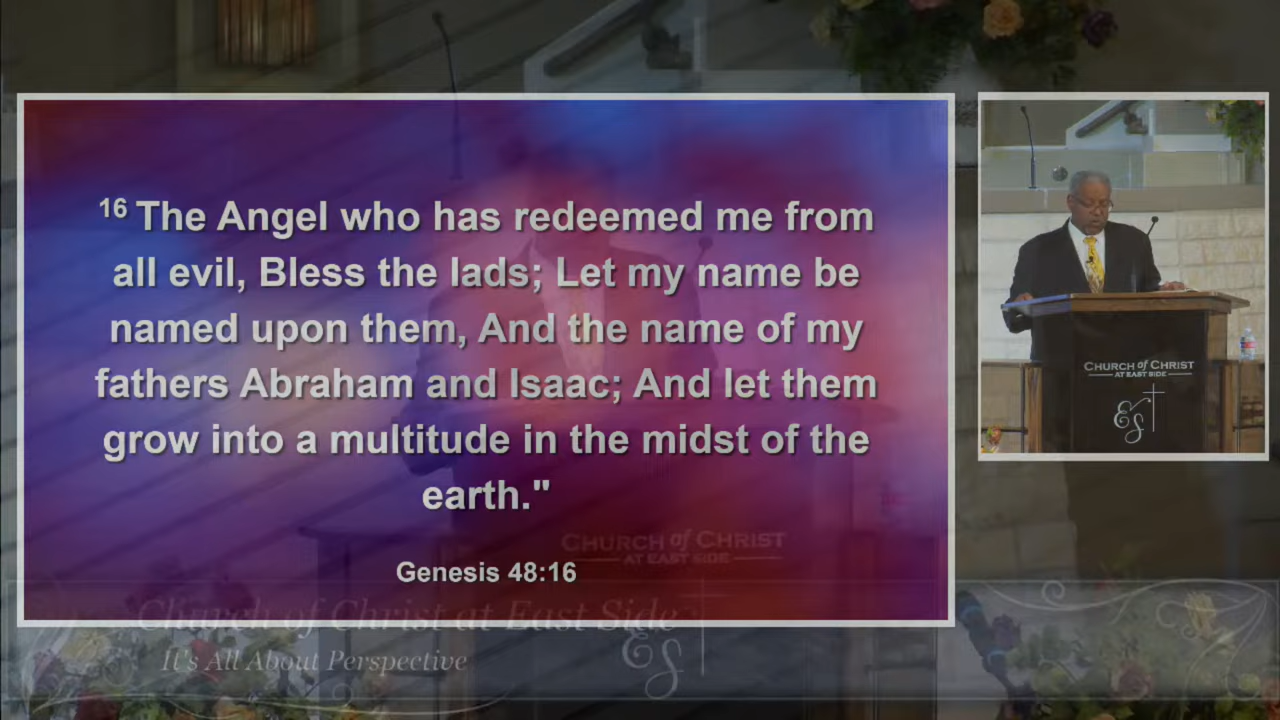 16 The Angel who has redeemed me from
all evil, Bless the lads; Let my name be
named upon them, And the name of my
fathers Abraham and Isaac; And let them
grow into a multitude in the midst of the
earth."
Genesis 48:16
CHURCH of CHRIST
AT EAST SIDE
ES
CHURCH of CHRIST
AT EAST SIDE
Church of Christ at East Side
It's All About Perspective
ES